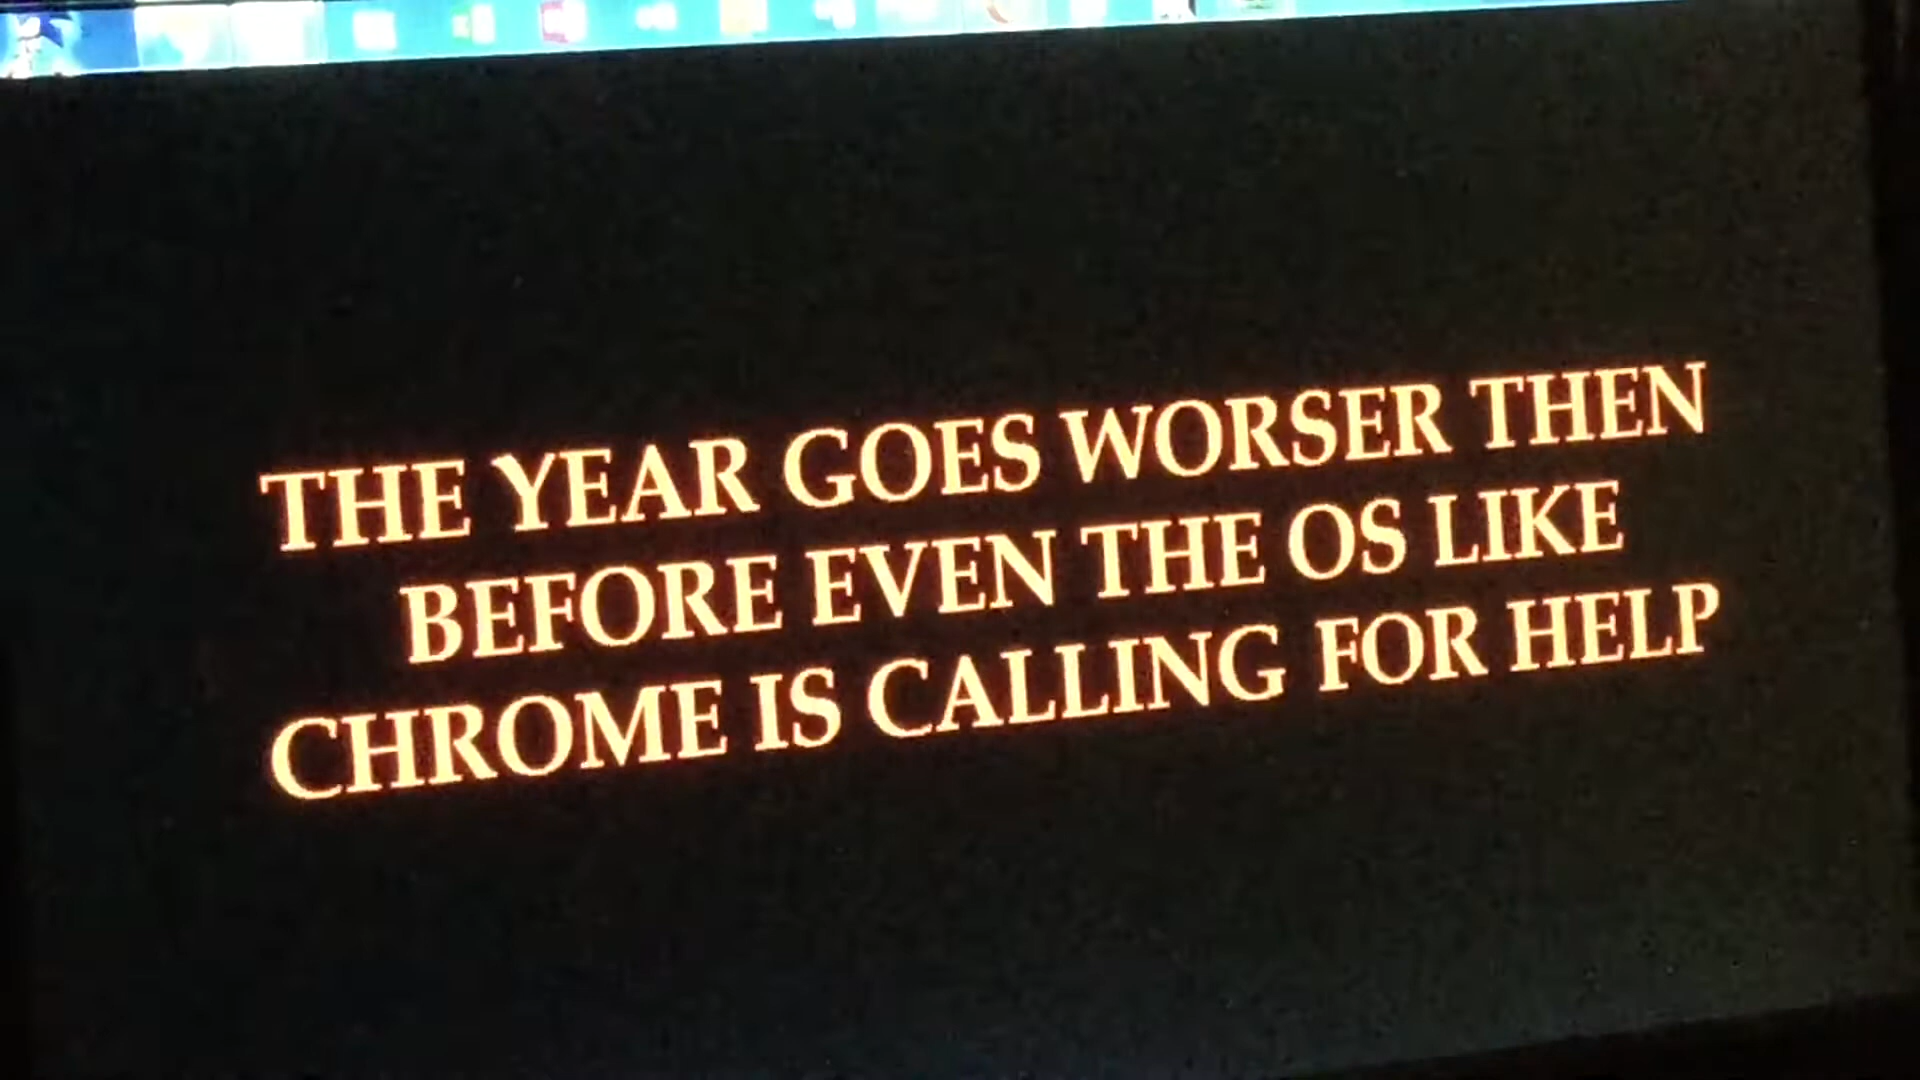 THE YEAR GOES WORSER THEN
BEFORE EVEN THE OS LIKE
CHROME IS CALLING FOR HELP